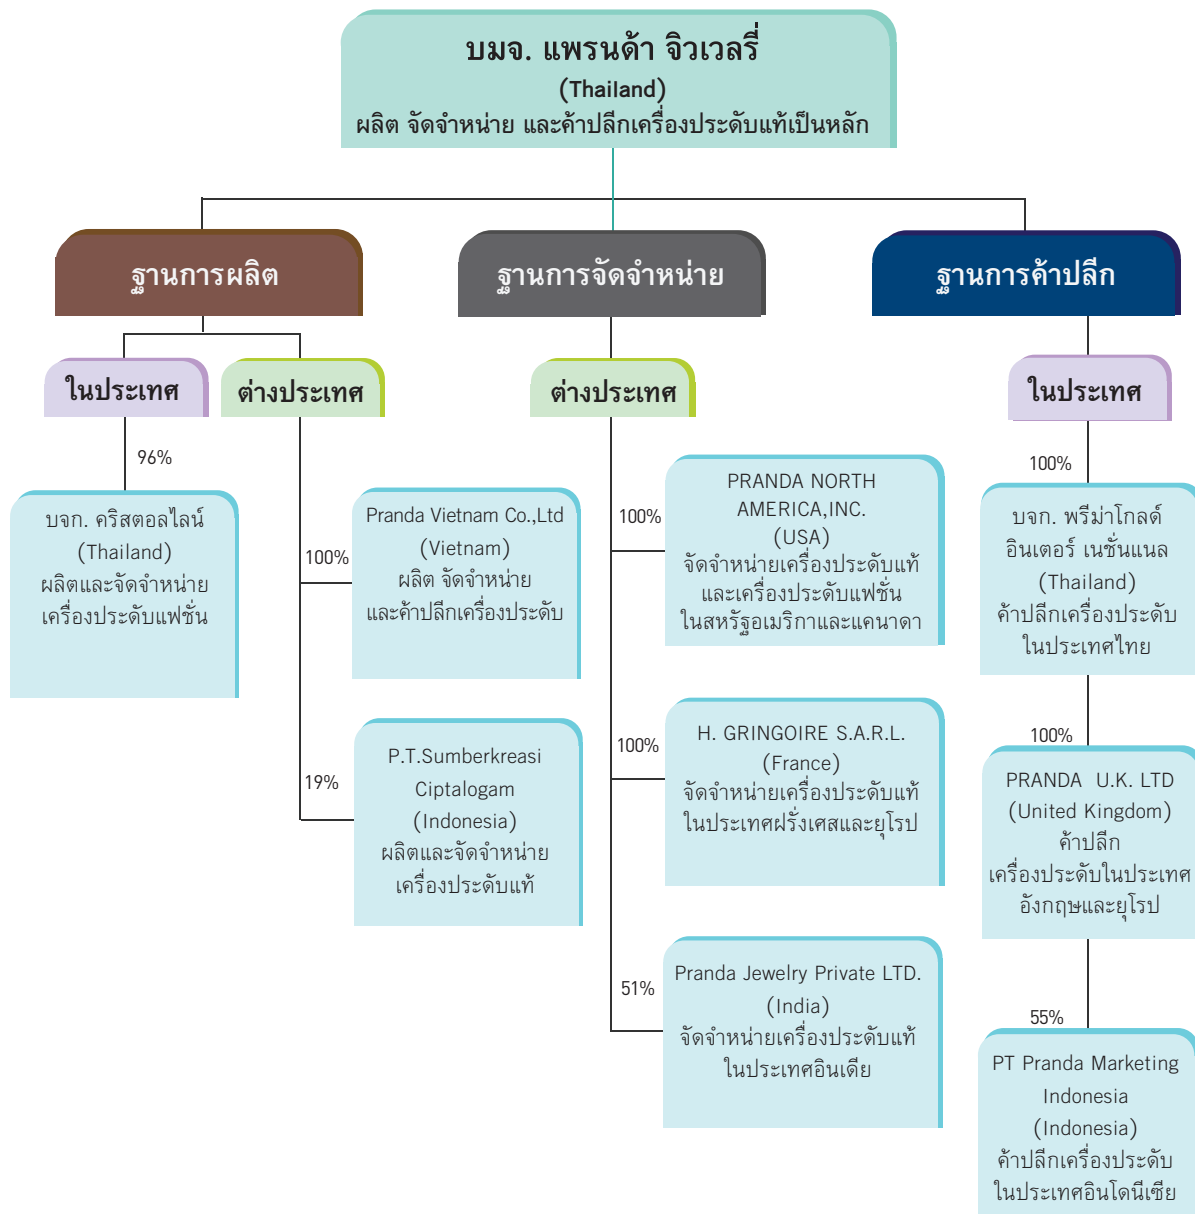 บมจ. แพรนด้า จิวเวลรี่
(Thailand)
ผลิต จัดจำหน่าย และค้าปลีกเครื่องประดับแท้เป็นหลัก
ฐานการผลิต
ฐานการจัดจำหน่าย
ฐานการค้าปลีก
ในประเทศ
ต่างประเทศ
ต่างประเทศ
ในประเทศ
96%
บจก. คริสตอลไลน์
(Thailand)
ผลิตและจัดจำหน่าย
เครื่องประดับแฟชั่น
100%
Pranda Vietnam Co.,Ltd
(Vietnam)
ผลิต จัดจำหน่าย
และค้าปลีกเครื่องประดับ
19%
P.T.Sumberkreasi
Ciptalogam
(Indonesia)
ผลิตและจัดจำหน่าย
เครื่องประดับแท้
100%
PRANDA NORTH
AMERICA,INC.
(USA)
จัดจำหน่ายเครื่องประดับแท้
และเครื่องประดับแฟชั่น
ในสหรัฐอเมริกาและแคนาดา
100%
H. GRINGOIRE S.A.R.L.
(France)
จัดจำหน่ายเครื่องประดับแท้
ในประเทศฝรั่งเศสและยุโรป
51%
Pranda Jewelry Private LTD.
(India)
จัดจำหน่ายเครื่องประดับแท้
ในประเทศอินเดีย
100%
บจก. พรีม่าโกลด์
อินเตอร์ เนชั่นแนล
(Thailand)
ค้าปลีกเครื่องประดับ
ในประเทศไทย
100%
PRANDA U.K. LTD
(United Kingdom)
ค้าปลีก
เครื่องประดับในประเทศ
อังกฤษและยุโรป
55%
PT Pranda Marketing
Indonesia
(Indonesia)
ค้าปลีกเครื่องประดับ
ในประเทศอินโดนีเซีย